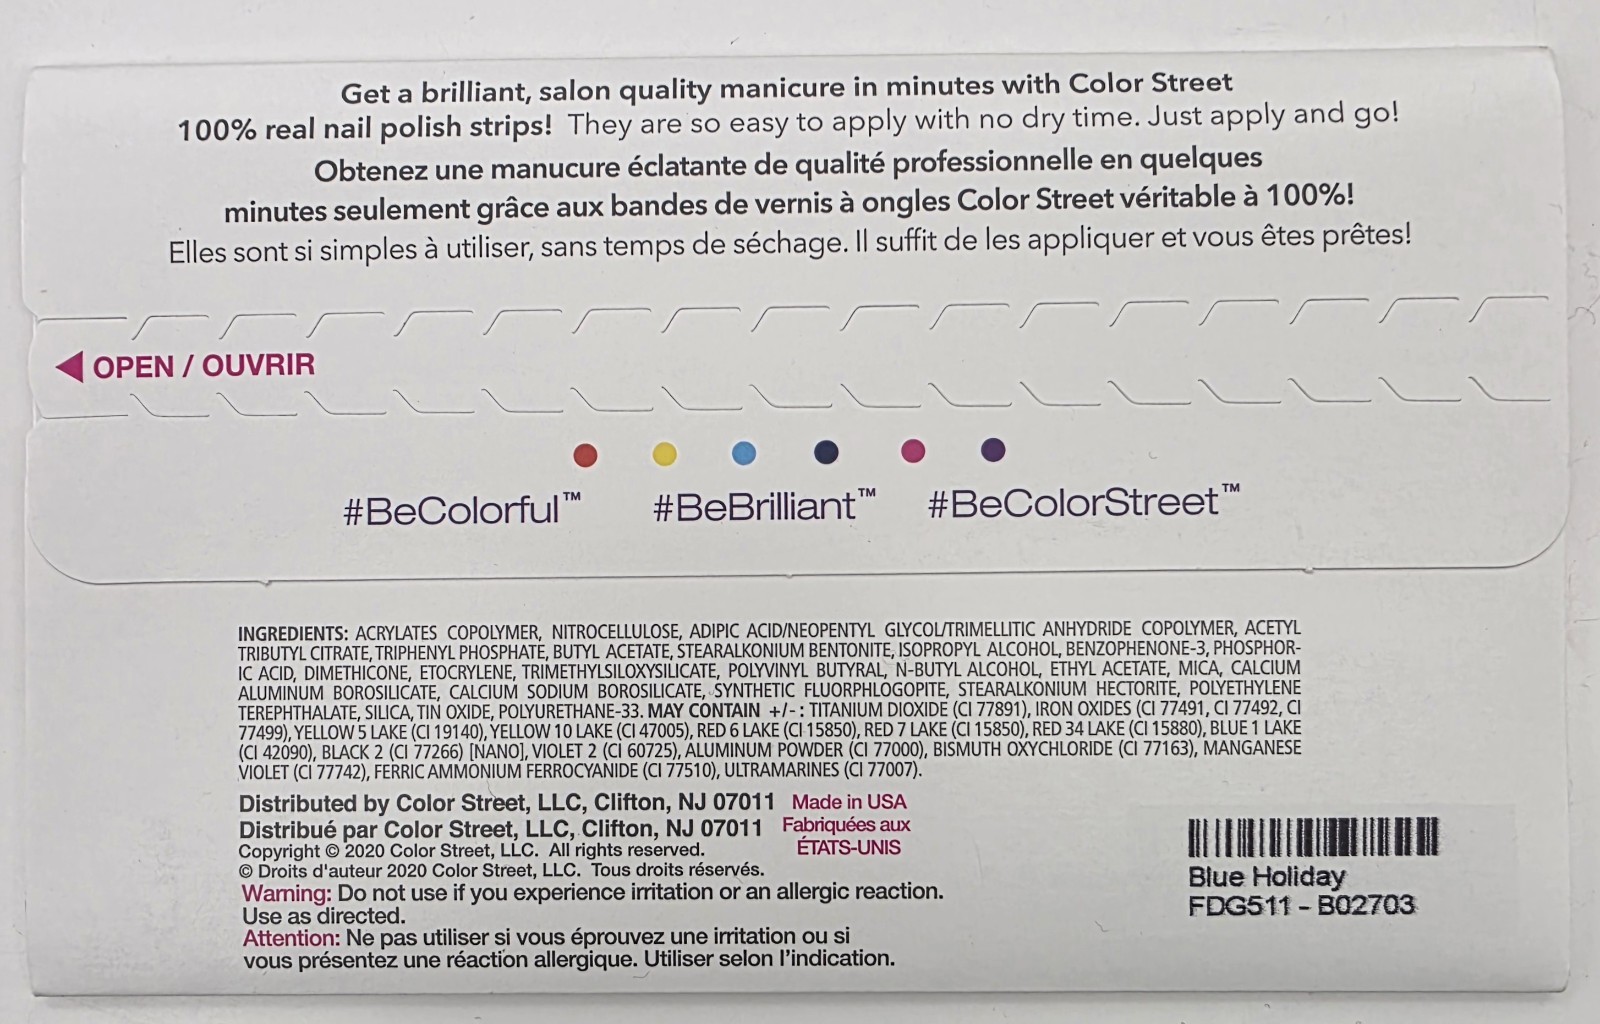 Get a brilliant, salon quality manicure in minutes with Color Street
100% real nail polish strips! They are so easy to apply with no dry time. Just apply and go!
Obtenez une manucure éclatante de qualité professionnelle en quelques
minutes seulement grâce aux bandes de vernis à ongles Color Street véritable à 100%!
Elles sont si simples à utiliser, sans temps de séchage. Il suffit de les appliquer et vous êtes prêtes!
OPEN / OUVRIR
#BeColorful™ #BeBrilliant™ #BeColorStreet™
INGREDIENTS: ACRYLATES COPOLYMER, NITROCELLULOSE, ADIPIC ACID/NEOPENTYL GLYCOL/TRIMELLITIC ANHYDRIDE COPOLYMER, ACETYL
TRIBUTYL CITRATE, TRIPHENYL PHOSPHATE, BUTYL ACETATE, STEARALKONIUM BENTONITE, ISOPROPYL ALCOHOL, BENZOPHENONE-3, PHOSPHOR-
IC ACID, DIMETHICONE, ETOCRYLENE, TRIMETHYLSILOXYSILICATE, POLYVINYL BUTYRAL, N-BUTYL ALCOHOL, ETHYL ACETATE, MICA, CALCIUM
ALUMINUM BOROSILICATE, CALCIUM SODIUM BOROSILICATE, SYNTHETIC FLUORPHLOGOPITE, STEARALKONIUM HECTORITE, POLYETHYLENE
TEREPHTHALATE, SILICA, TIN OXIDE, POLYURETHANE-33. MAY CONTAIN +/- : TITANIUM DIOXIDE (CI 77891), IRON OXIDES (CI 77491, CI 77492, CI
77499), YELLOW 5 LAKE (CI 19140), YELLOW 10 LAKE (CI 47005), RED 6 LAKE (CI 15850), RED 7 LAKE (CI 15850), RED 34 LAKE (CI 15880), BLUE 1 LAKE
(CI 42090), BLACK 2 (CI 77266) [NANO], VIOLET 2 (CI 60725), ALUMINUM POWDER (CI 77000), BISMUTH OXYCHLORIDE (CI 77163), MANGANESE
VIOLET (CI 77742), FERRIC AMMONIUM FERROCYANIDE (CI 77510), ULTRAMARINES (CI 77007).
Distributed by Color Street, LLC, Clifton, NJ 07011 Made in USA
Distribué par Color Street, LLC, Clifton, NJ 07011 Fabriquées aux
ÉTATS-UNIS
Copyright © 2020 Color Street, LLC. All rights reserved.
© Droits d'auteur 2020 Color Street, LLC. Tous droits réservés.
Warning: Do not use if you experience irritation or an allergic reaction.
Use as directed.
Attention: Ne pas utiliser si vous éprouvez une irritation ou si
vous présentez une réaction allergique. Utiliser selon l'indication.
Blue Holiday
FDG511 - B02703